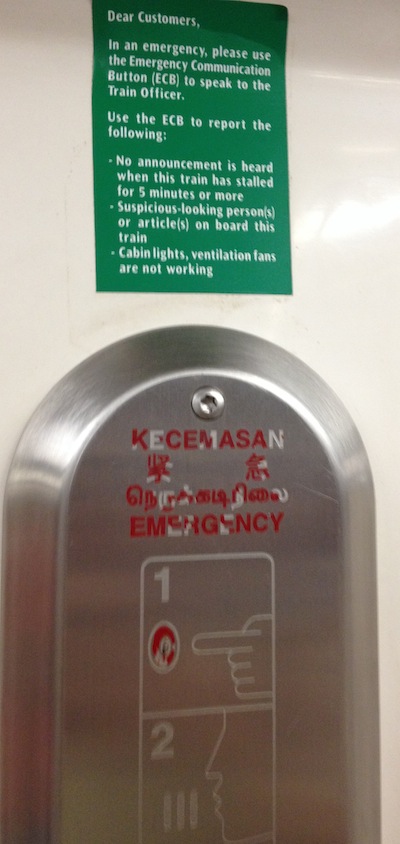 Dear Customers,
In an emergency, please use
the Emergency Communication
Button (ECB) to speak to the
Train Officer.
Use the ECB to report the
following:
- No announcement is heard
when this train has stalled
for 5 minutes or more
- Suspicious-looking person(s)
or article(s) on board this
train
- Cabin lights, ventilation fans
are not working
KECEMASAN
紧 急
நெருக்கடிநிலை
EMERGENCY
1
2